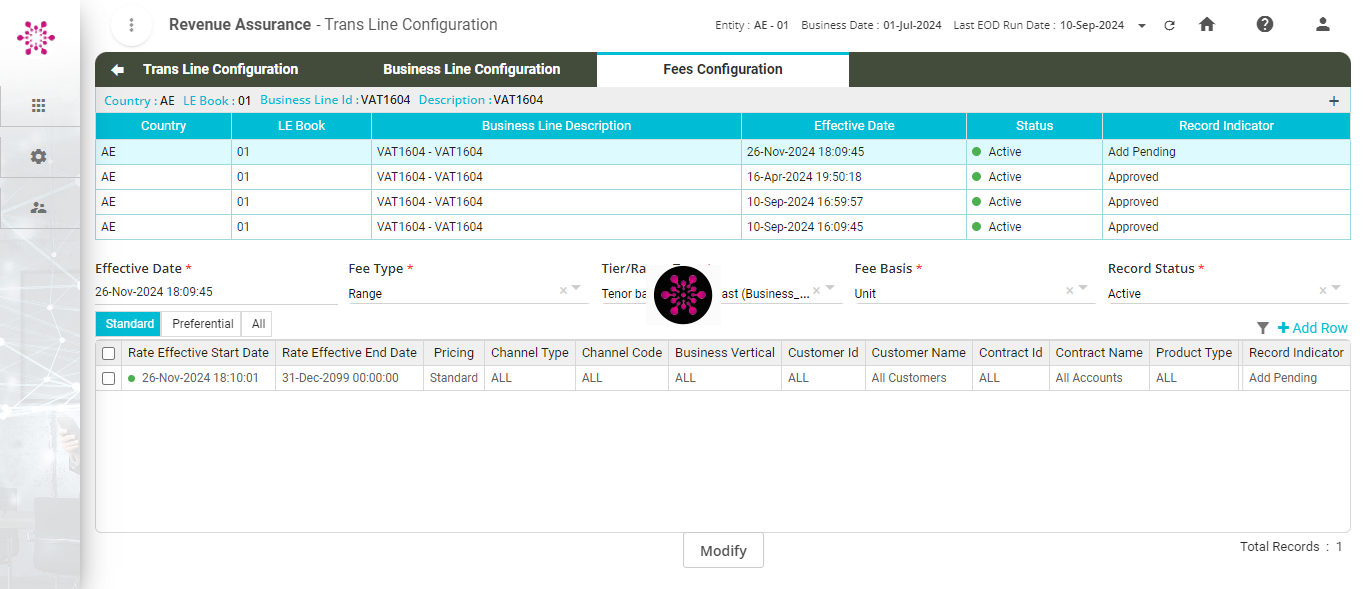 Revenue Assurance - Trans Line Configuration
Entity : AE - 01 Business Date : 01-Jul-2024 Last EOD Run Date : 10-Sep-2024
Trans Line Configuration Business Line Configuration Fees Configuration
Country : AE LE Book : 01 Business Line Id : VAT1604 Description : VAT1604 +
Country LE Book Business Line Description Effective Date Status Record Indicator
AE 01 VAT1604 - VAT1604 26-Nov-2024 18:09:45 Active Add Pending
AE 01 VAT1604 - VAT1604 16-Apr-2024 19:50:18 Active Approved
AE 01 VAT1604 - VAT1604 10-Sep-2024 16:59:57 Active Approved
AE 01 VAT1604 - VAT1604 10-Sep-2024 16:09:45 Active Approved
Effective Date * Fee Type * Tier/Ra Fee Basis * Record Status *
26-Nov-2024 18:09:45 Range Tenor ba ast (Business_... Unit Active
Standard Preferential All
+ Add Row
Rate Effective Start Date Rate Effective End Date Pricing Channel Type Channel Code Business Vertical Customer Id Customer Name Contract Id Contract Name Product Type Record Indicator
26-Nov-2024 18:10:01 31-Dec-2099 00:00:00 Standard ALL ALL ALL ALL All Customers ALL All Accounts ALL Add Pending
Modify
Total Records : 1